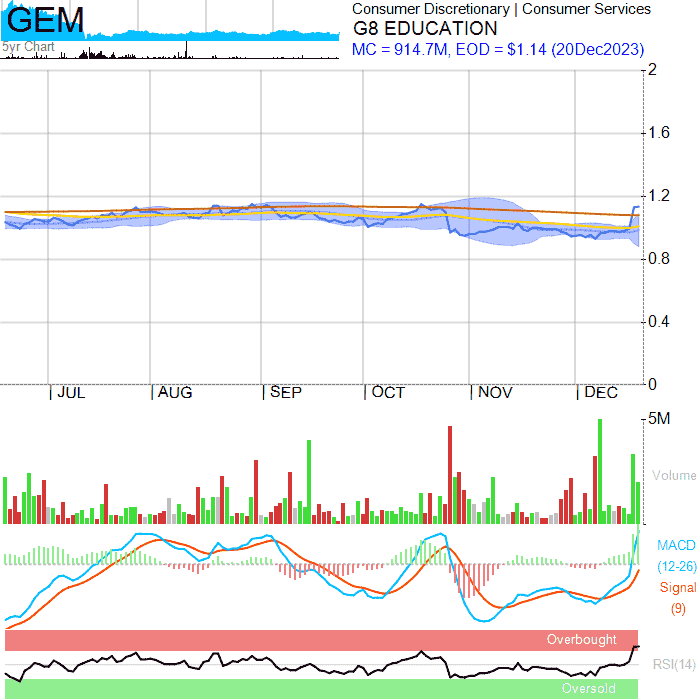 GEM
5yr Chart
Consumer Discretionary | Consumer Services
G8 EDUCATION
MC = 914.7M, EOD = $1.14 (20Dec2023)
2
1.6
1.2
0.8
0.4
0
JUL AUG SEP OCT NOV DEC
5M
Volume
MACD
(12-26)
Signal
(9)
Overbought
RSI(14)
Oversold